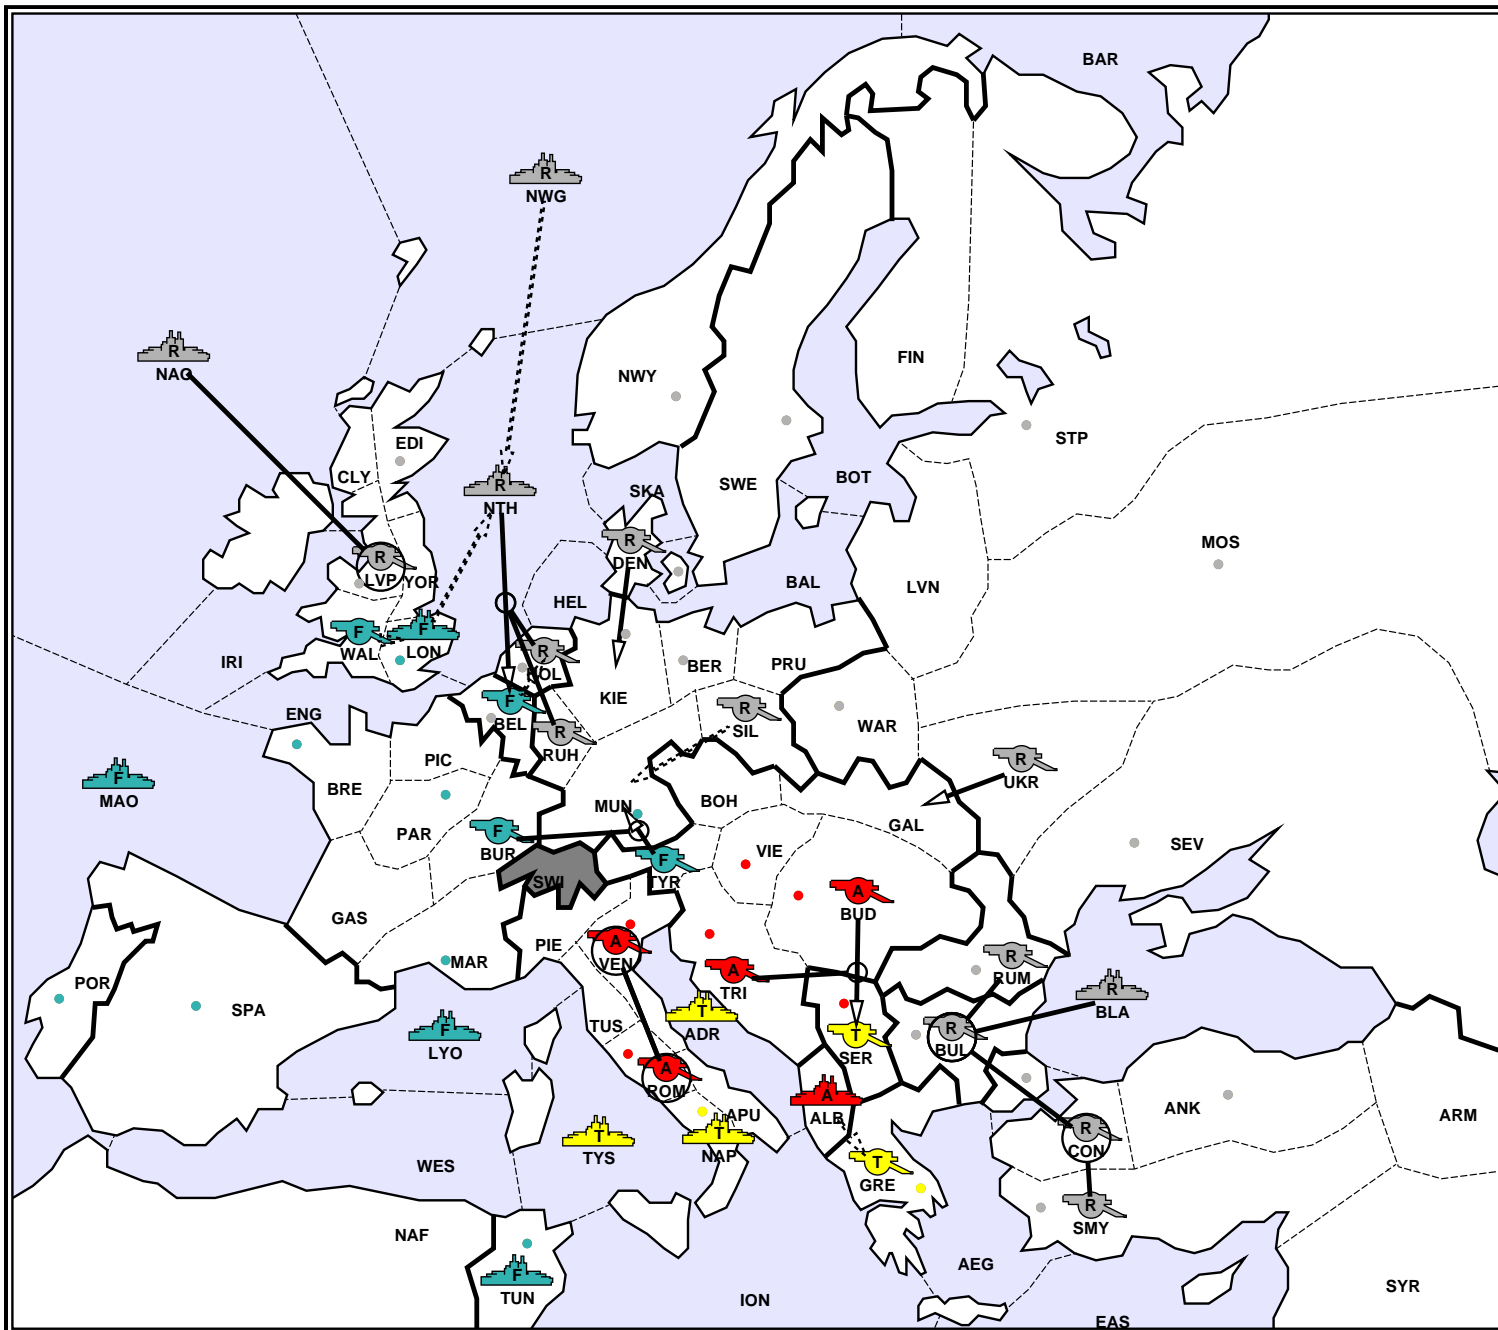 BAR
R
NWG
R
NAO
FIN
NWY
STP
EDI
CLY
BOT
SWE
R
NTH
SKA
R
DEN
MOS
R
LVP
YOR
BAL
LVN
HEL
F
WAL
F
LON
IRI
R
HOL
BER
PRU
KIE
F
BEL
R
SIL
WAR
ENG
R
RUH
PIC
R
UKR
F
MAO
BRE
BOH
MUN
GAL
PAR
F
BUR
VIE
SEV
F
TYR
SWI
A
BUD
GAS
PIE
A
VEN
MAR
R
RUM
A
TRI
POR
SPA
R
BLA
F
LYO
TUS
T
ADR
T
SER
R
BUL
A
ROM
A
ALB
APU
ANK
ARM
T
TYS
T
NAP
R
CON
WES
T
GRE
R
SMY
NAF
AEG
F
TUN
SYR
ION
EAS